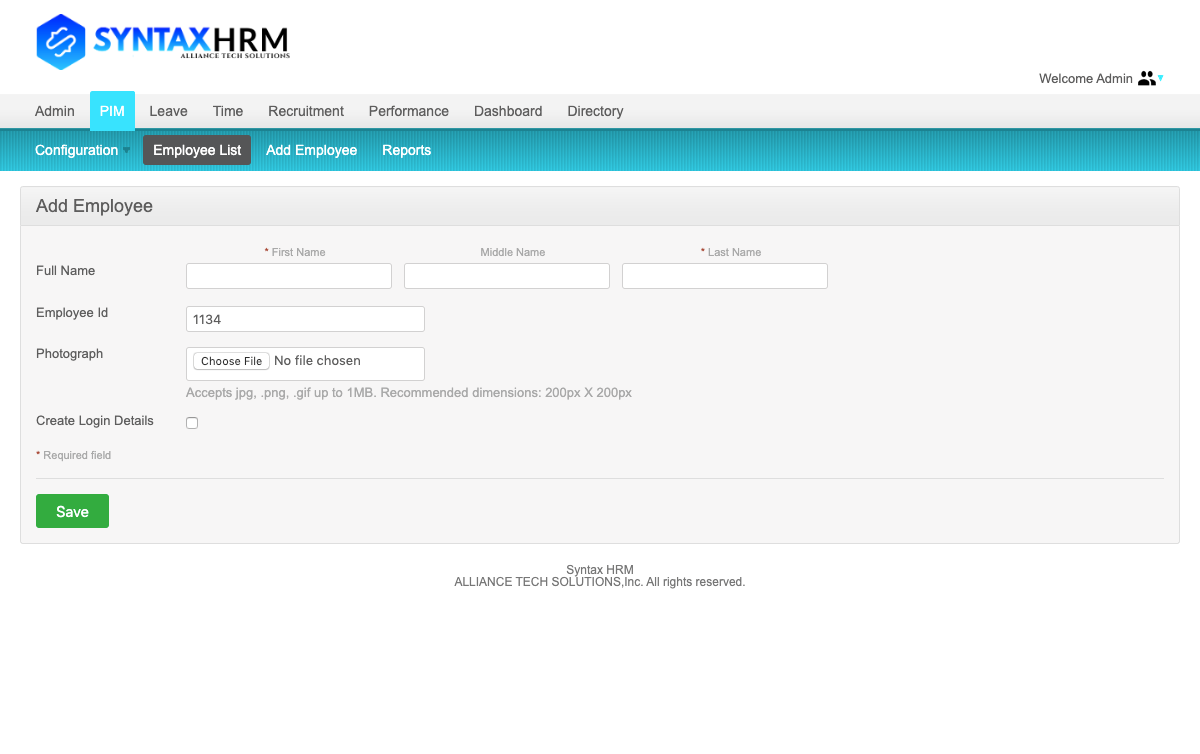 SYNTAXHRM
ALLIANCE TECH SOLUTIONS
Welcome Admin
Admin PIM Leave Time Recruitment Performance Dashboard Directory
Configuration Employee List Add Employee Reports
Add Employee
* First Name Middle Name * Last Name
Full Name
Employee Id 1134
Photograph Choose File No file chosen
Accepts jpg, .png, .gif up to 1MB. Recommended dimensions: 200px X 200px
Create Login Details
* Required field
Save
Syntax HRM
ALLIANCE TECH SOLUTIONS,Inc. All rights reserved.